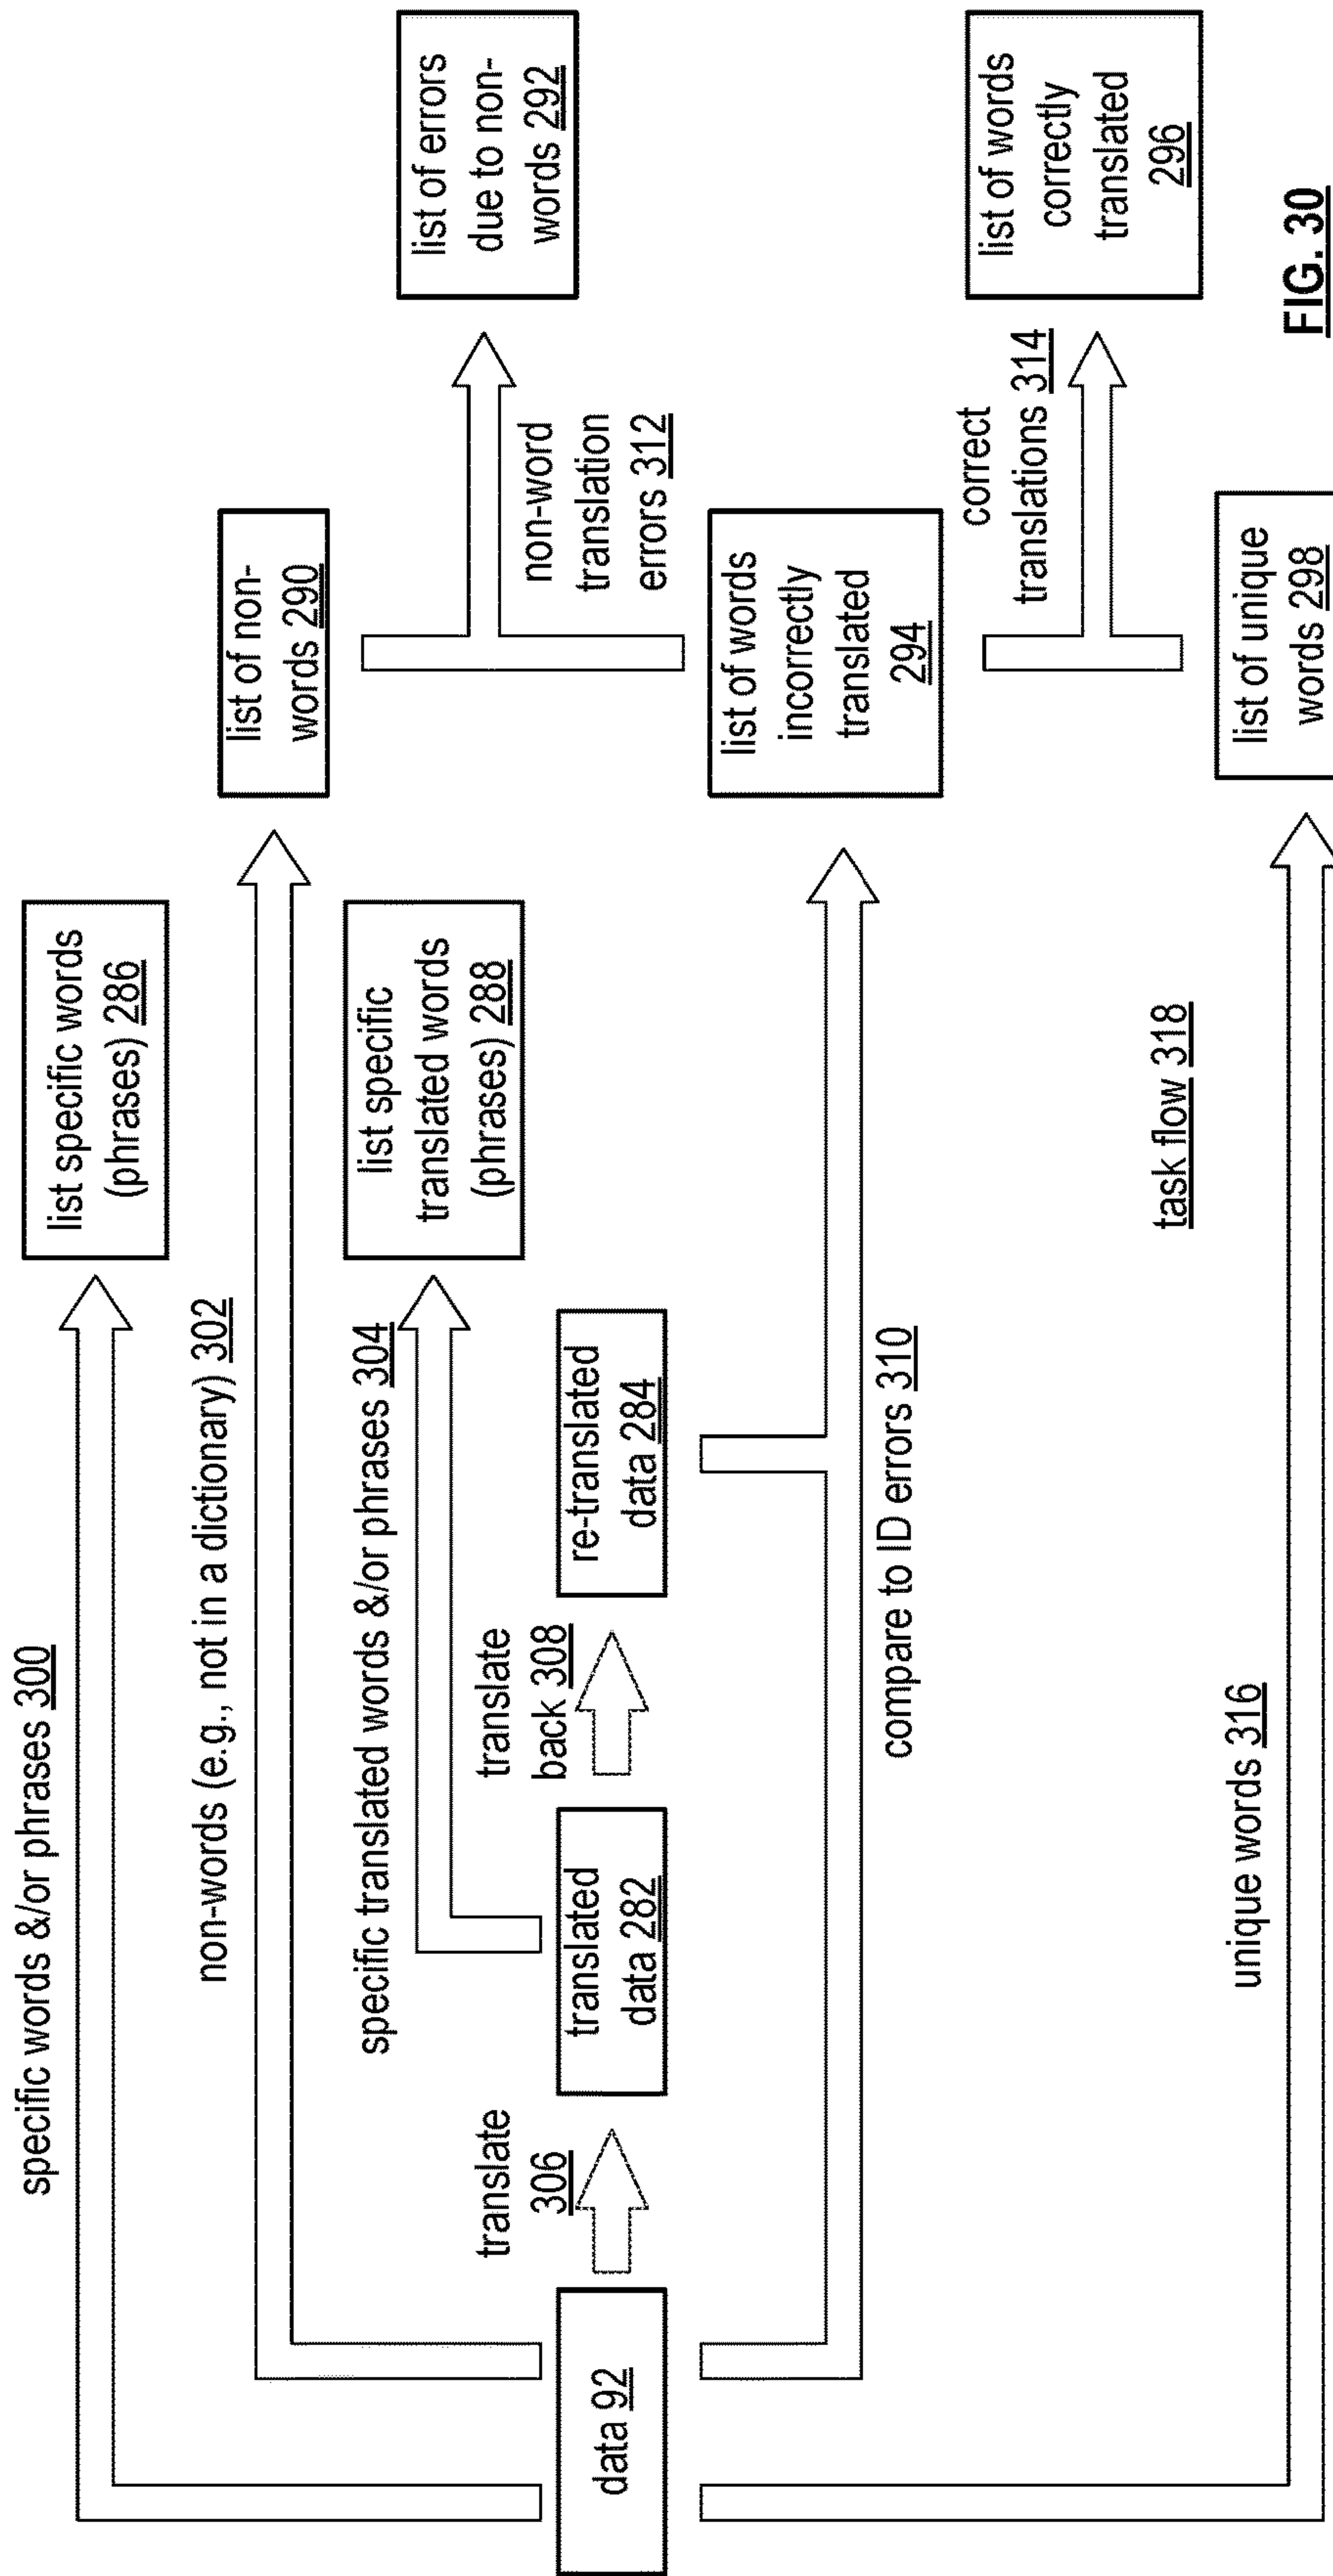 specific words &/or phrases 300
list specific words
(phrases) 286
non-words (e.g., not in a dictionary) 302
list of non-
words 290
specific translated words &/or phrases 304
list specific
translated words
(phrases) 288
list of errors
due to non-
words 292
non-word
translation
errors 312
data 92
translate
306
translated
data 282
translate
back 308
re-translated
data 284
compare to ID errors 310
list of words
incorrectly
translated
294
correct
translations 314
list of words
correctly
translated
296
task flow 318
unique words 316
list of unique
words 298
FIG. 30